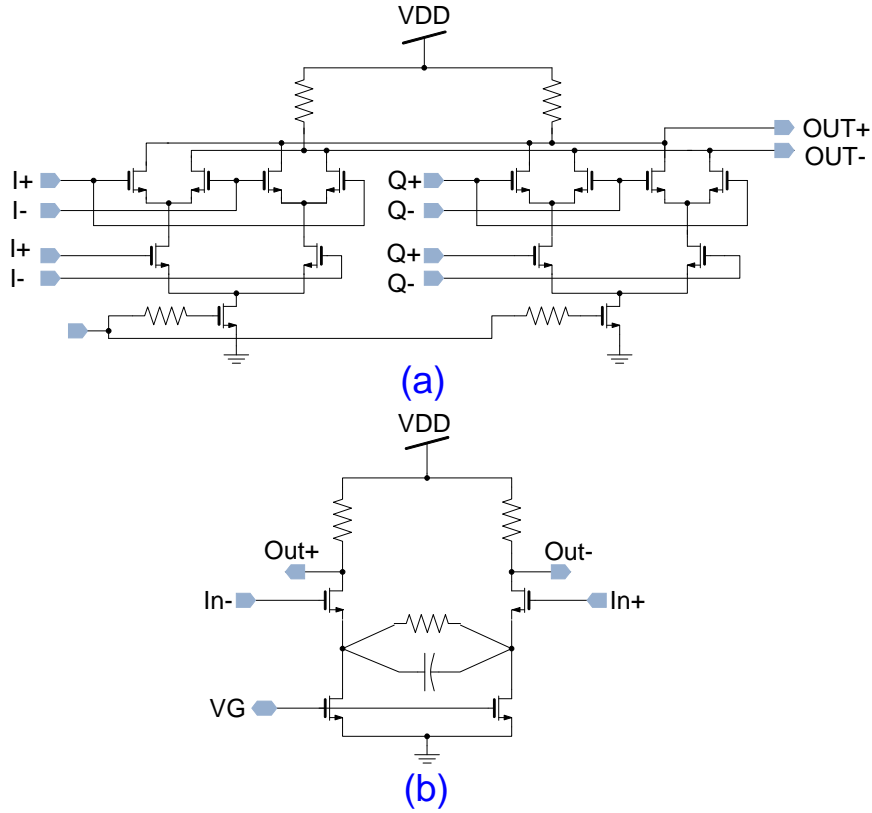 VDD
OUT+
OUT-
I+
I-
I+
I-
Q+
Q-
Q+
Q-
(a)
VDD
Out+
Out-
In-
In+
VG
(b)